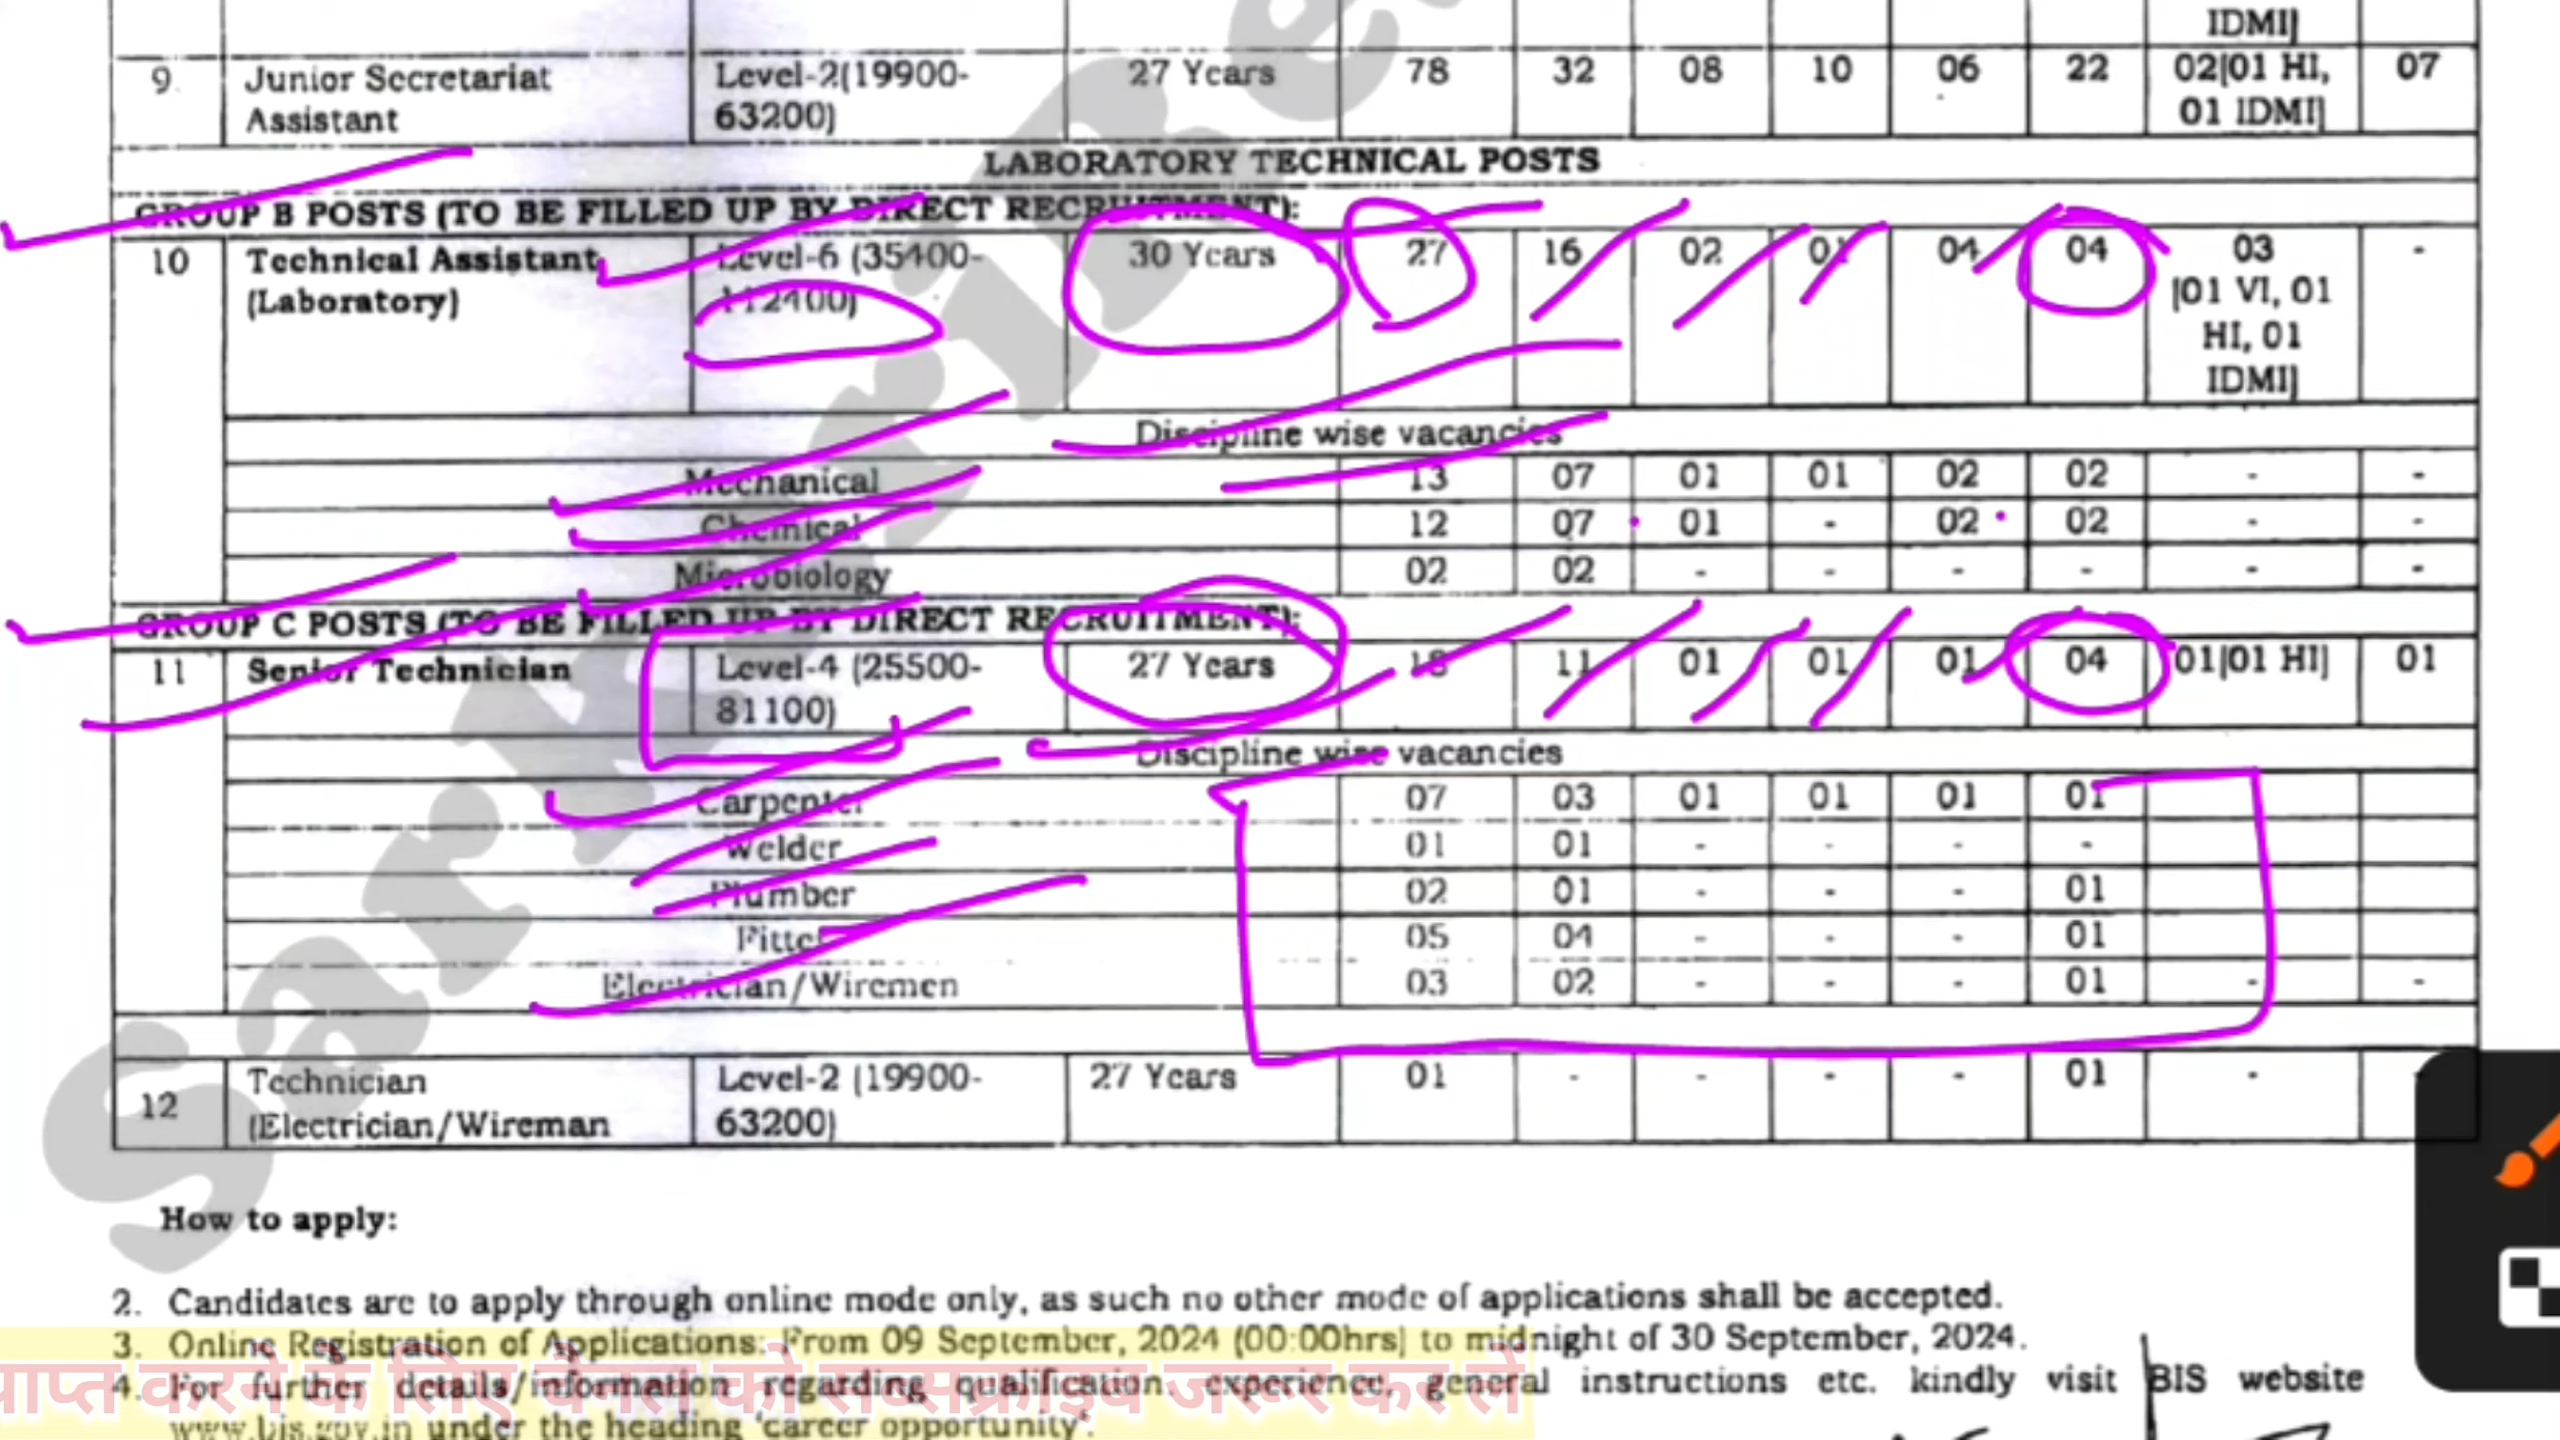 IDMI]
9. Junior Secretariat Assistant Level-2(19900-63200) 27 Years 78 32 08 10 06 22 02[01 HI, 01 IDMI] 07
LABORATORY TECHNICAL POSTS
GROUP B POSTS (TO BE FILLED UP BY DIRECT RECRUITMENT):
10 Technical Assistant (Laboratory) Level-6 (35400-112400) 30 Years 27 16 02 01 04 04 03 [01 VI, 01 HI, 01 IDMI] -
Discipline wise vacancies
Mechanical 13 07 01 01 02 02 - -
Chemical 12 07 01 - 02 02 - -
Microbiology 02 02 - - - - - -
GROUP C POSTS (TO BE FILLED UP BY DIRECT RECRUITMENT):
11 Senior Technician Level-4 (25500-81100) 27 Years 18 11 01 01 01 04 01[01 HI] 01
Discipline wise vacancies
Carpenter 07 03 01 01 01 01
Welder 01 01 - - - -
Plumber 02 01 - - - 01
Fitter 05 04 - - - 01
Electrician/Wiremen 03 02 - - - 01 - -
12 Technician (Electrician/Wireman Level-2 (19900-63200) 27 Years 01 - - - - 01 -
How to apply:
2. Candidates are to apply through online mode only, as such no other mode of applications shall be accepted.
3. Online Registration of Applications: From 09 September, 2024 (00:00hrs) to midnight of 30 September, 2024.
4. For further details/information regarding qualification, experience, general instructions etc. kindly visit BIS website
www.bis.gov.in under the heading 'career opportunity'.
करने के लिए चैनल को सब्सक्राइब जरूर कर लें